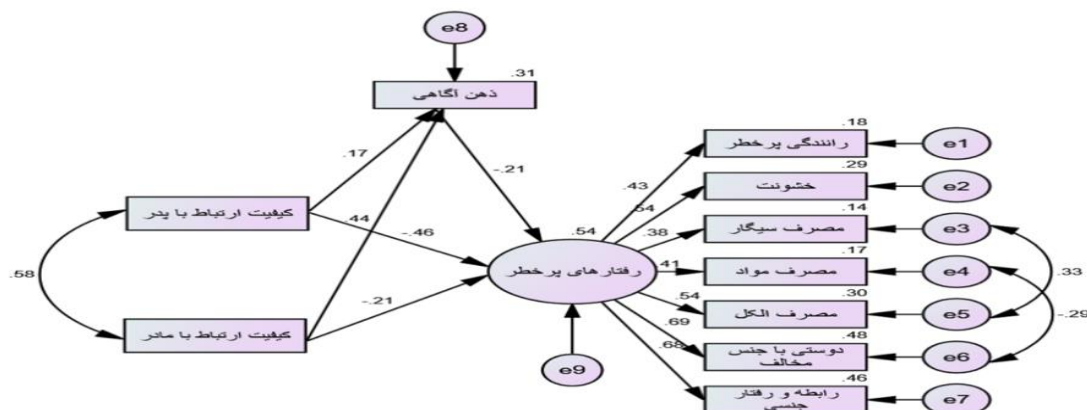 e8
.31
ذهن آگاهی
.17
-.21
.18
رانندگی پرخطر
e1
.43
.29
خشونت
e2
.54
.14
مصرف سیگار
e3
.38
کیفیت ارتباط با پدر
.44
-.46
.54
رفتارهای پرخطر
.17
مصرف مواد
e4
.41
.33
.58
-.21
.30
مصرف الکل
e5
.54
-.29
کیفیت ارتباط با مادر
.69
.48
دوستی با جنس
مخالف
e6
.68
e9
.46
رابطه و رفتار
جنسی
e7